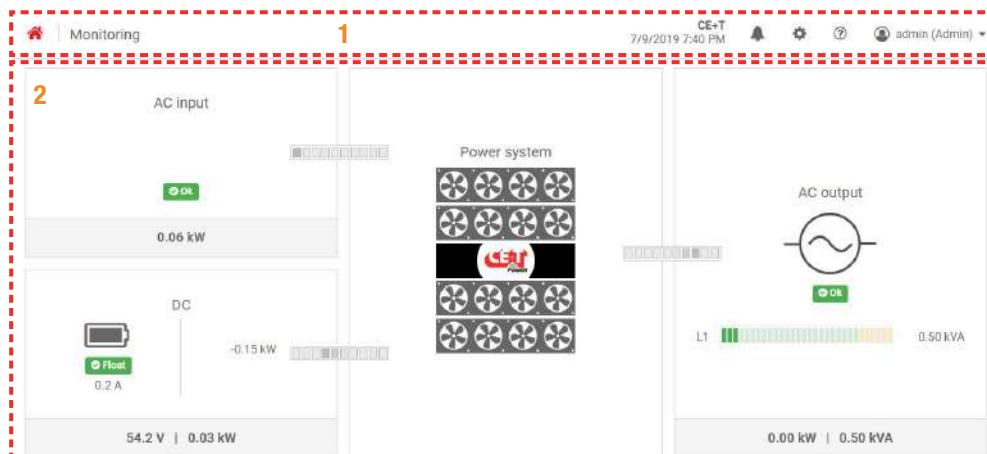 Monitoring
1
CE+T
7/9/2019 7:40 PM
admin (Admin)
2
AC input
Ok
0.06 kW
DC
Float
0.2 A
-0.15 kW
54.2 V | 0.03 kW
Power system
CE+T
POWER
AC output
Ok
L1
0.50 kVA
0.00 kW | 0.50 kVA